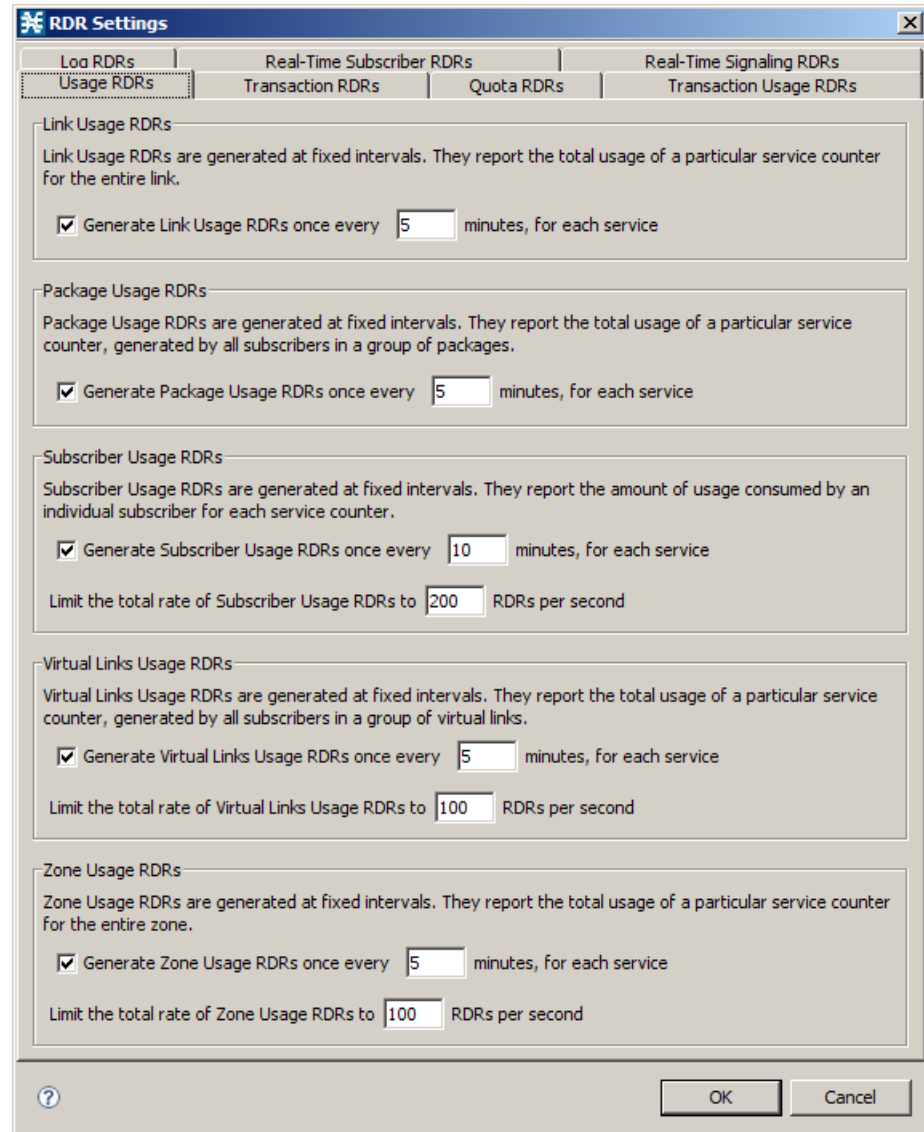 RDR Settings
Log RDRs Real-Time Subscriber RDRs Real-Time Signaling RDRs
Usage RDRs Transaction RDRs Quota RDRs Transaction Usage RDRs
Link Usage RDRs
Link Usage RDRs are generated at fixed intervals. They report the total usage of a particular service counter
for the entire link.
Generate Link Usage RDRs once every 5 minutes, for each service
Package Usage RDRs
Package Usage RDRs are generated at fixed intervals. They report the total usage of a particular service
counter, generated by all subscribers in a group of packages.
Generate Package Usage RDRs once every 5 minutes, for each service
Subscriber Usage RDRs
Subscriber Usage RDRs are generated at fixed intervals. They report the amount of usage consumed by an
individual subscriber for each service counter.
Generate Subscriber Usage RDRs once every 10 minutes, for each service
Limit the total rate of Subscriber Usage RDRs to 200 RDRs per second
Virtual Links Usage RDRs
Virtual Links Usage RDRs are generated at fixed intervals. They report the total usage of a particular service
counter, generated by all subscribers in a group of virtual links.
Generate Virtual Links Usage RDRs once every 5 minutes, for each service
Limit the total rate of Virtual Links Usage RDRs to 100 RDRs per second
Zone Usage RDRs
Zone Usage RDRs are generated at fixed intervals. They report the total usage of a particular service counter
for the entire zone.
Generate Zone Usage RDRs once every 5 minutes, for each service
Limit the total rate of Zone Usage RDRs to 100 RDRs per second
? OK Cancel